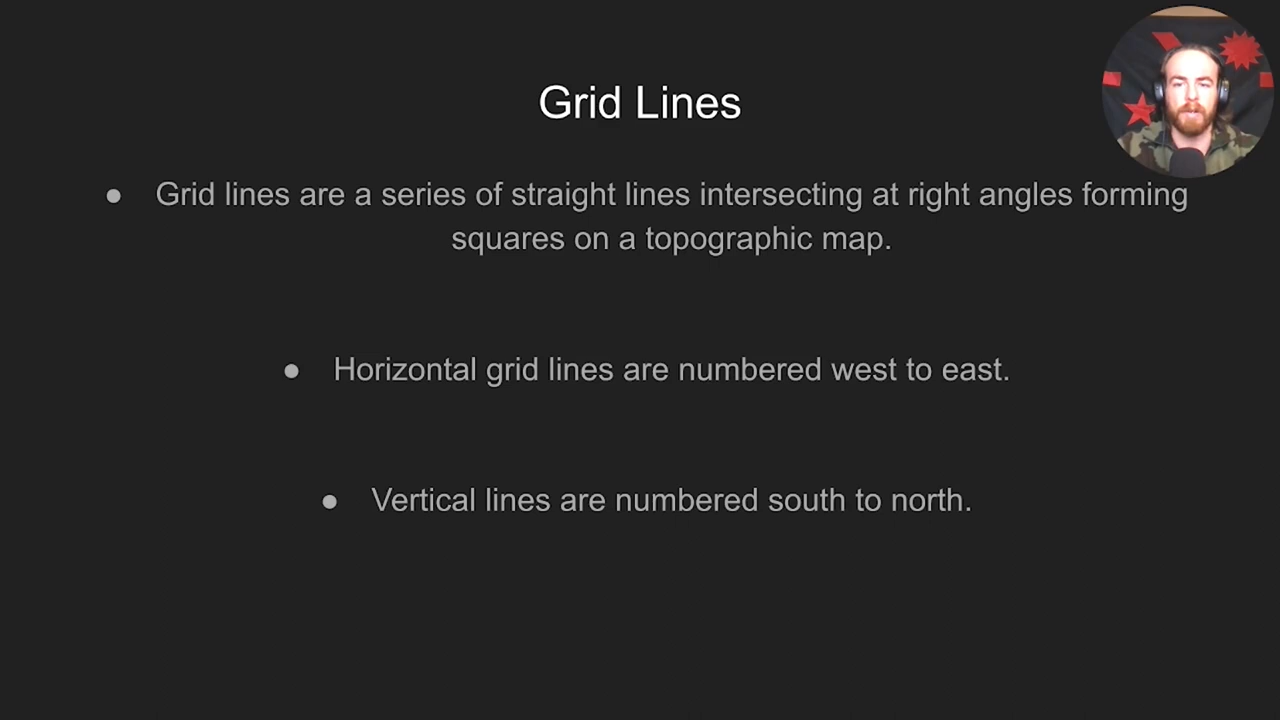 Grid Lines
● Grid lines are a series of straight lines intersecting at right angles forming
squares on a topographic map.
● Horizontal grid lines are numbered west to east.
● Vertical lines are numbered south to north.